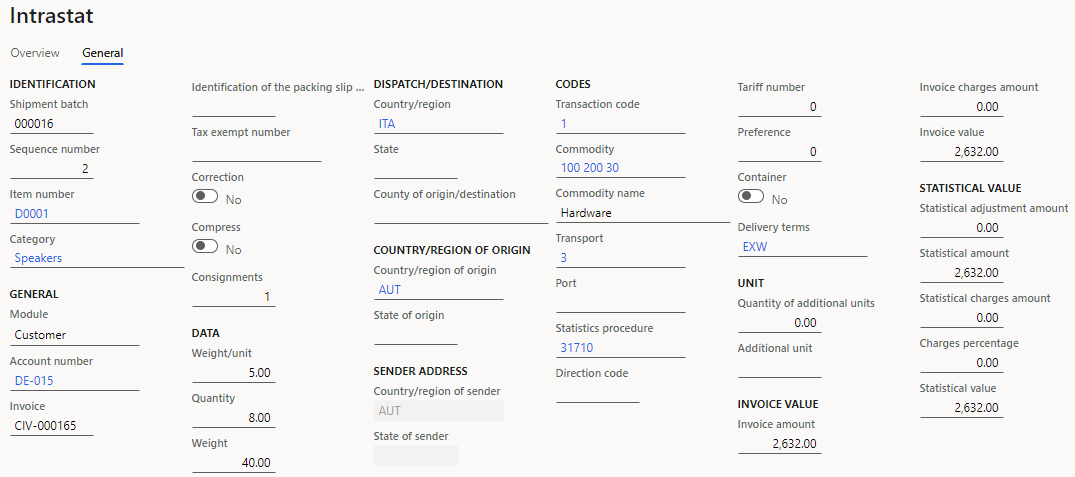 Intrastat
Overview
General
IDENTIFICATION
Shipment batch
000016
Sequence number
2
Item number
D0001
Category
Speakers
GENERAL
Module
Customer
Account number
DE-015
Invoice
CIV-000165
Identification of the packing slip ...
Tax exempt number
Correction
No
Compress
No
Consignments
1
DATA
Weight/unit
5.00
Quantity
8.00
Weight
40.00
DISPATCH/DESTINATION
Country/region
ITA
State
County of origin/destination
COUNTRY/REGION OF ORIGIN
Country/region of origin
AUT
State of origin
SENDER ADDRESS
Country/region of sender
AUT
State of sender
CODES
Transaction code
1
Commodity
100 200 30
Commodity name
Hardware
Transport
3
Port
Statistics procedure
31710
Direction code
Tariff number
0
Preference
0
Container
No
Delivery terms
EXW
UNIT
Quantity of additional units
0.00
Additional unit
INVOICE VALUE
Invoice amount
2,632.00
Invoice charges amount
0.00
Invoice value
2,632.00
STATISTICAL VALUE
Statistical adjustment amount
0.00
Statistical amount
2,632.00
Statistical charges amount
0.00
Charges percentage
0.00
Statistical value
2,632.00